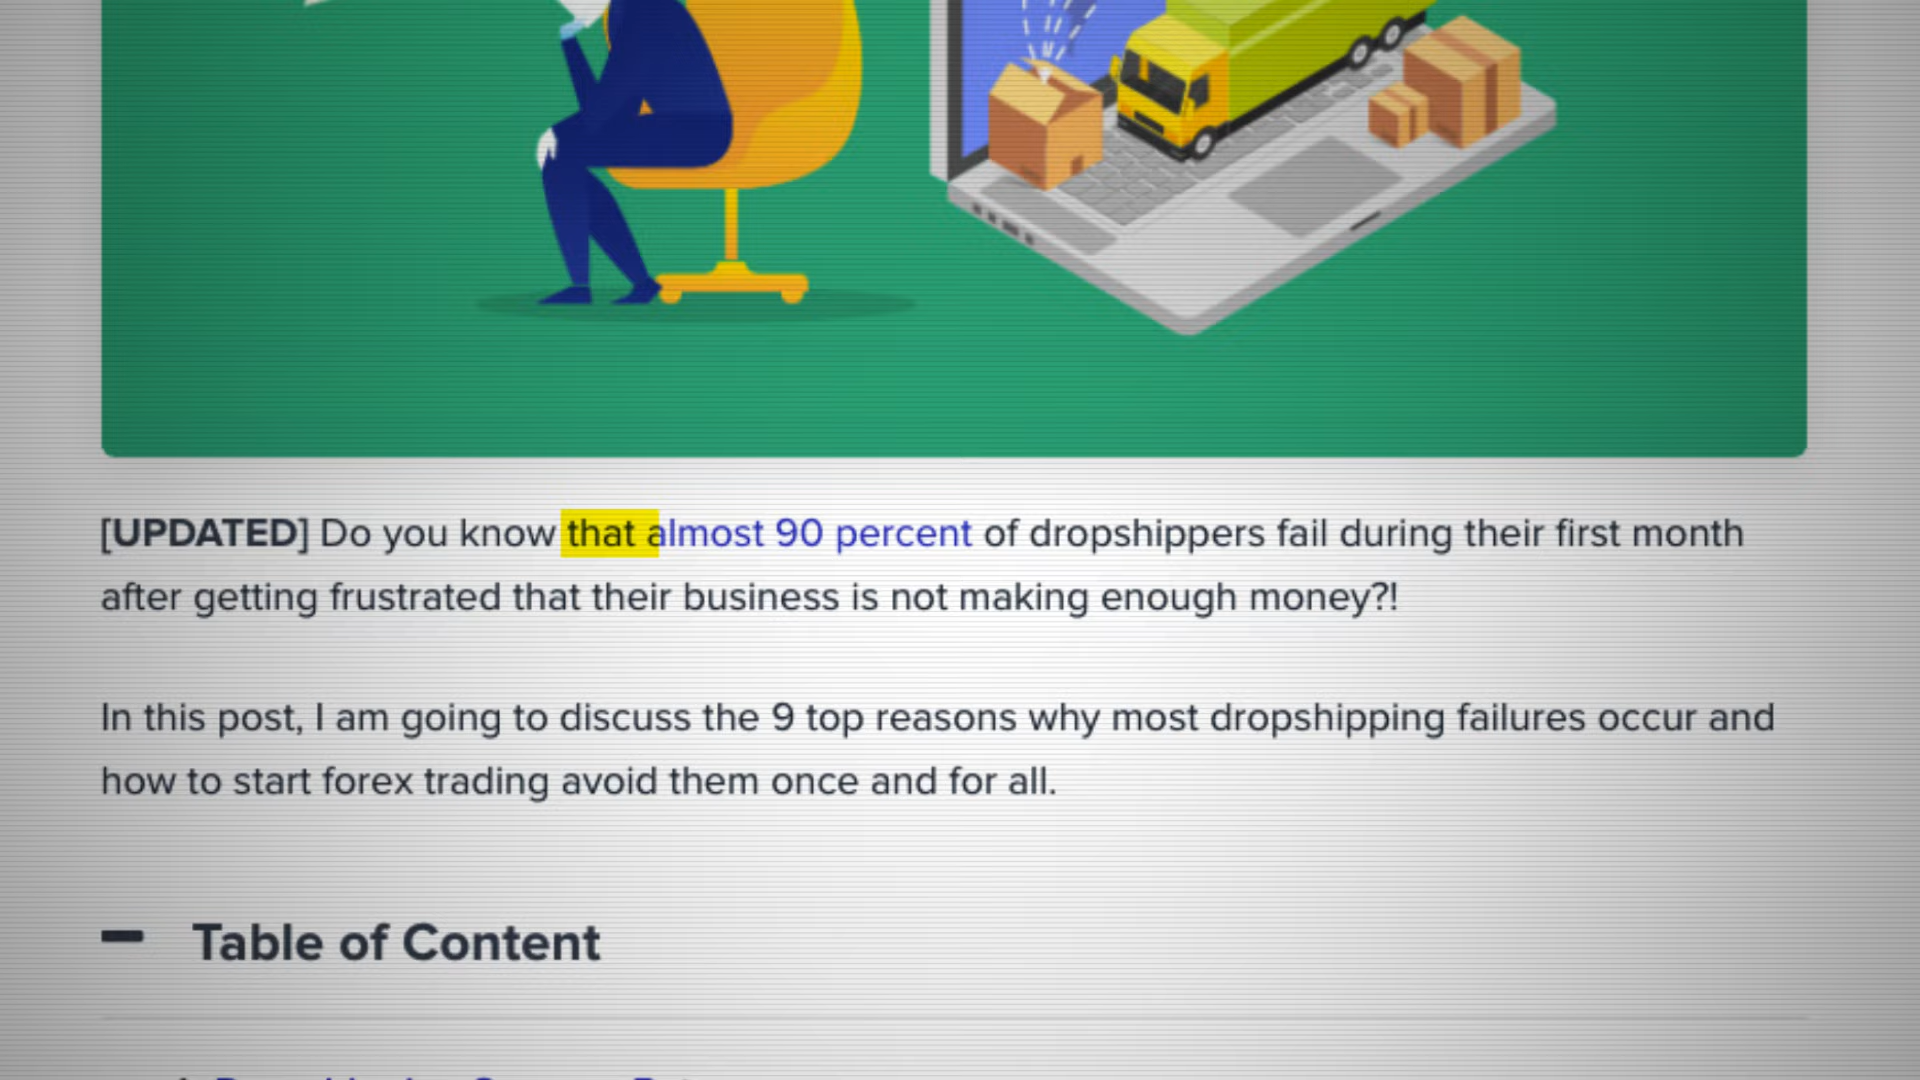 [UPDATED] Do you know that almost 90 percent of dropshippers fail during their first month
after getting frustrated that their business is not making enough money?!
In this post, I am going to discuss the 9 top reasons why most dropshipping failures occur and
how to start forex trading avoid them once and for all.
Table of Content